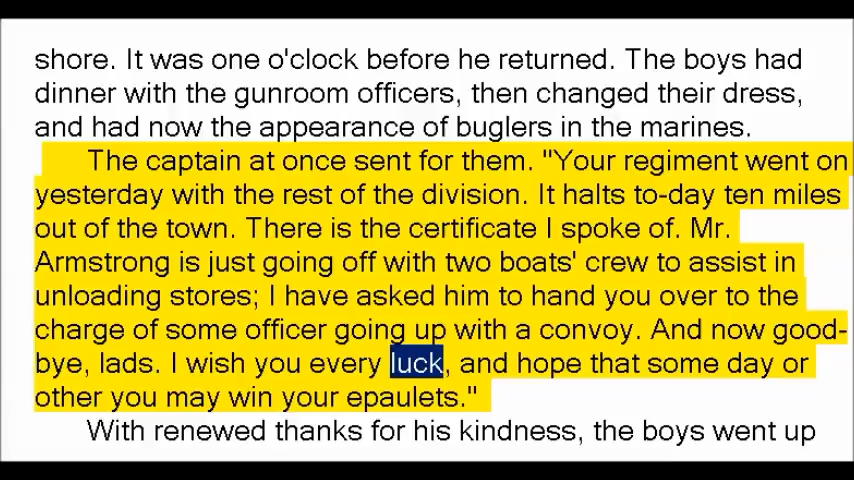 shore. It was one o'clock before he returned. The boys had
dinner with the gunroom officers, then changed their dress,
and had now the appearance of buglers in the marines.
The captain at once sent for them. "Your regiment went on
yesterday with the rest of the division. It halts to-day ten miles
out of the town. There is the certificate I spoke of. Mr.
Armstrong is just going off with two boats' crew to assist in
unloading stores; I have asked him to hand you over to the
charge of some officer going up with a convoy. And now good-
bye, lads. I wish you every luck, and hope that some day or
other you may win your epaulets."
With renewed thanks for his kindness, the boys went up